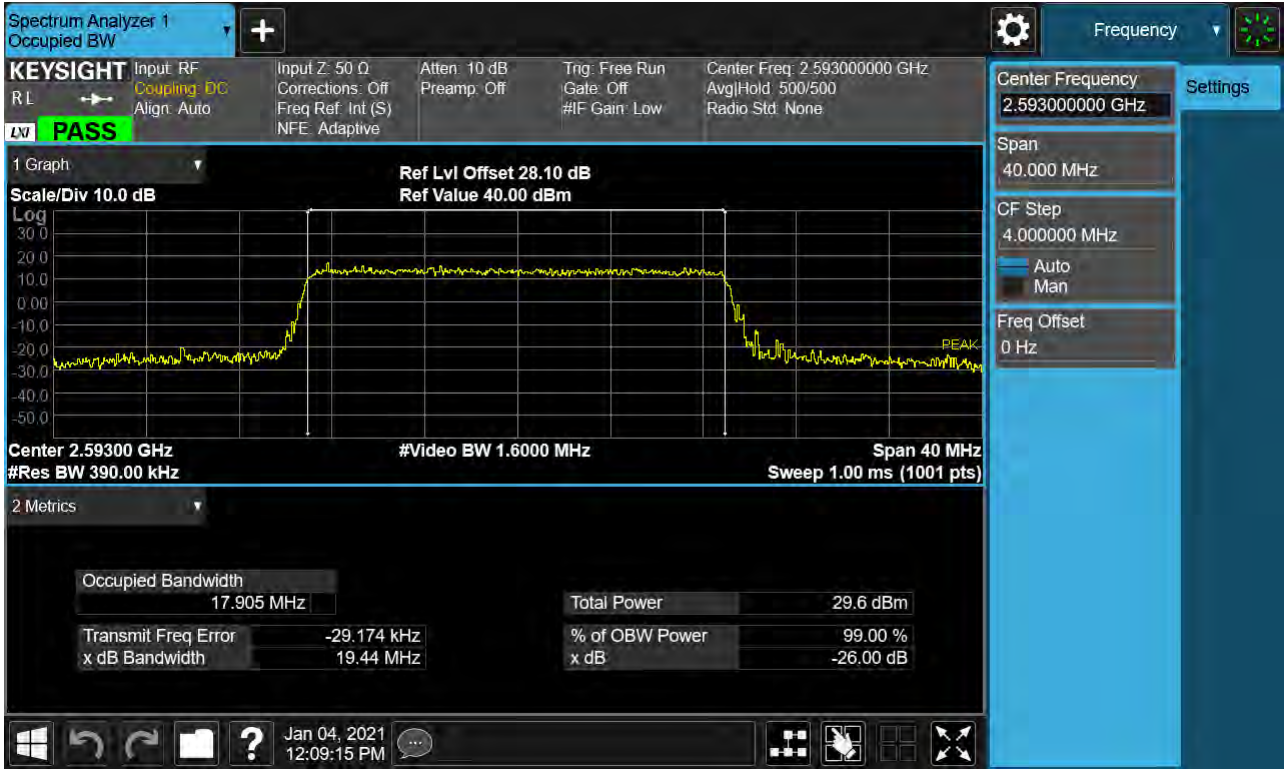 Spectrum Analyzer 1
Occupied BW
+
Frequency
KEYSIGHT
R L
LXI
PASS
Input: RF
Coupling: DC
Align: Auto
Input Z: 50 Ω
Corrections: Off
Freq Ref: Int (S)
NFE: Adaptive
Atten: 10 dB
Preamp: Off
Trig: Free Run
Gate: Off
#IF Gain: Low
Center Freq: 2.593000000 GHz
Avg|Hold: 500/500
Radio Std: None
Center Frequency
2.593000000 GHz
Settings
Span
40.000 MHz
CF Step
4.000000 MHz
Auto
Man
Freq Offset
0 Hz
1 Graph
Scale/Div 10.0 dB
Ref Lvl Offset 28.10 dB
Ref Value 40.00 dBm
Log
30.0
20.0
10.0
0.00
-10.0
-20.0
-30.0
-40.0
-50.0
PEAK
Center 2.59300 GHz
#Video BW 1.6000 MHz
Span 40 MHz
#Res BW 390.00 kHz
Sweep 1.00 ms (1001 pts)
2 Metrics
Occupied Bandwidth
17.905 MHz
Total Power 29.6 dBm
Transmit Freq Error -29.174 kHz
% of OBW Power 99.00 %
x dB Bandwidth 19.44 MHz
x dB -26.00 dB
?
Jan 04, 2021
12:09:15 PM